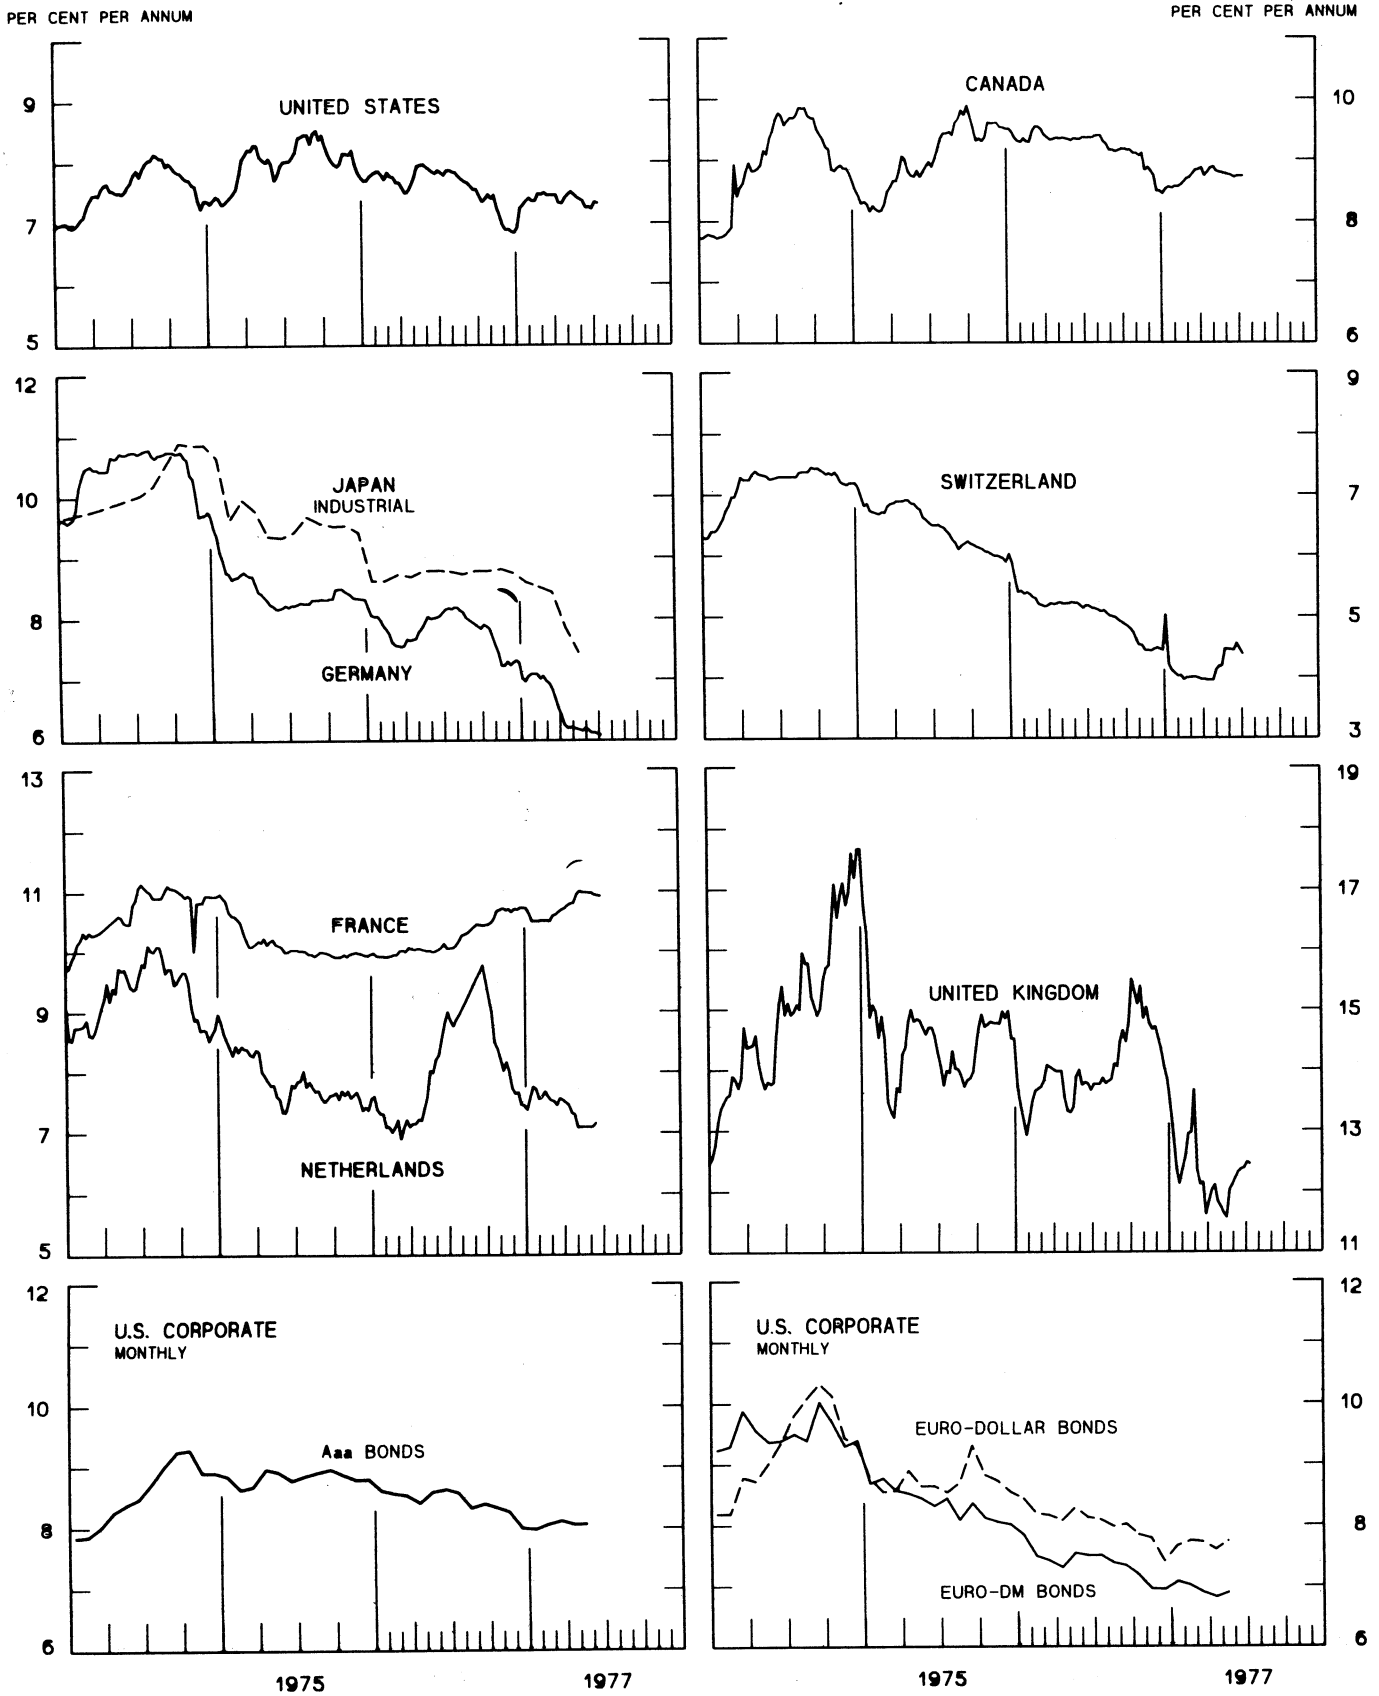 PER CENT PER ANNUM
PER CENT PER ANNUM
9
UNITED STATES
7
5
CANADA
10
8
6
12
10
8
6
JAPAN
INDUSTRIAL
GERMANY
SWITZERLAND
9
7
5
3
13
11
9
7
5
FRANCE
NETHERLANDS
UNITED KINGDOM
19
17
15
13
11
12
10
8
6
U.S. CORPORATE
MONTHLY
Aaa BONDS
U.S. CORPORATE
MONTHLY
EURO-DOLLAR BONDS
EURO-DM BONDS
12
10
8
6
1975
1977
1975
1977